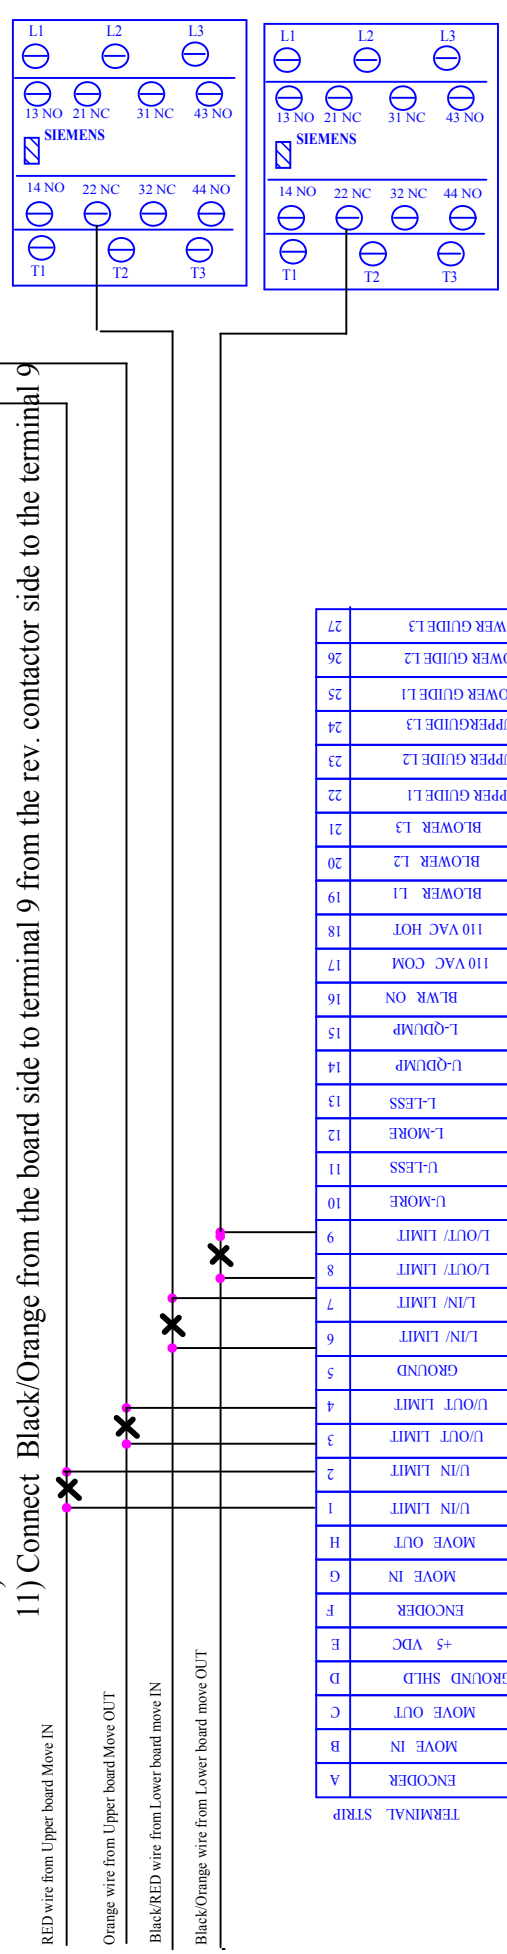 L1 L2 L3
13 NO 21 NC 31 NC 43 NO
SIEMENS
14 NO 22 NC 32 NC 44 NO
T1 T2 T3
L1 L2 L3
13 NO 21 NC 31 NC 43 NO
SIEMENS
14 NO 22 NC 32 NC 44 NO
T1 T2 T3
11) Connect Black/Orange from the board side to terminal 9 from the rev. contactor side to the terminal 9
RED wire from Upper board Move IN
Orange wire from Upper board Move OUT
Black/RED wire from Lower board move IN
Black/Orange wire from Lower board move OUT
TERMINAL STRIP
A ENCODER
B MOVE IN
C MOVE OUT
D GROUND SHLD
E +5 VDC
F ENCODER
G MOVE IN
H MOVE OUT
1 U/IN LIMIT
2 U/IN LIMIT
3 U/OUT LIMIT
4 U/OUT LIMIT
5 GROUND
6 L/IN/ LIMIT
7 L/IN/ LIMIT
8 L/OUT/ LIMIT
9 L/OUT/ LIMIT
10 U-MORE
11 U-LESS
12 L-MORE
13 L-LESS
14 U-QDUMP
15 L-QDUMP
16 BLWR ON
17 110 VAC COM
18 110 VAC HOT
19 BLOWER L1
20 BLOWER L2
21 BLOWER L3
22 UPPER GUIDE L1
23 UPPER GUIDE L2
24 UPPERGUIDE L3
25 LOWER GUIDE L1
26 LOWER GUIDE L2
27 LOWER GUIDE L3